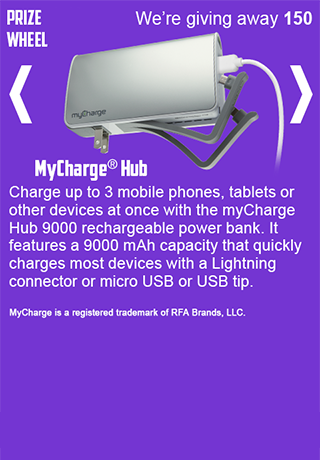 PRIZE
WHEEL
We're giving away 150
myCharge
MyCharge® Hub
Charge up to 3 mobile phones, tablets or
other devices at once with the myCharge
Hub 9000 rechargeable power bank. It
features a 9000 mAh capacity that quickly
charges most devices with a Lightning
connector or micro USB or USB tip.
MyCharge is a registered trademark of RFA Brands, LLC.